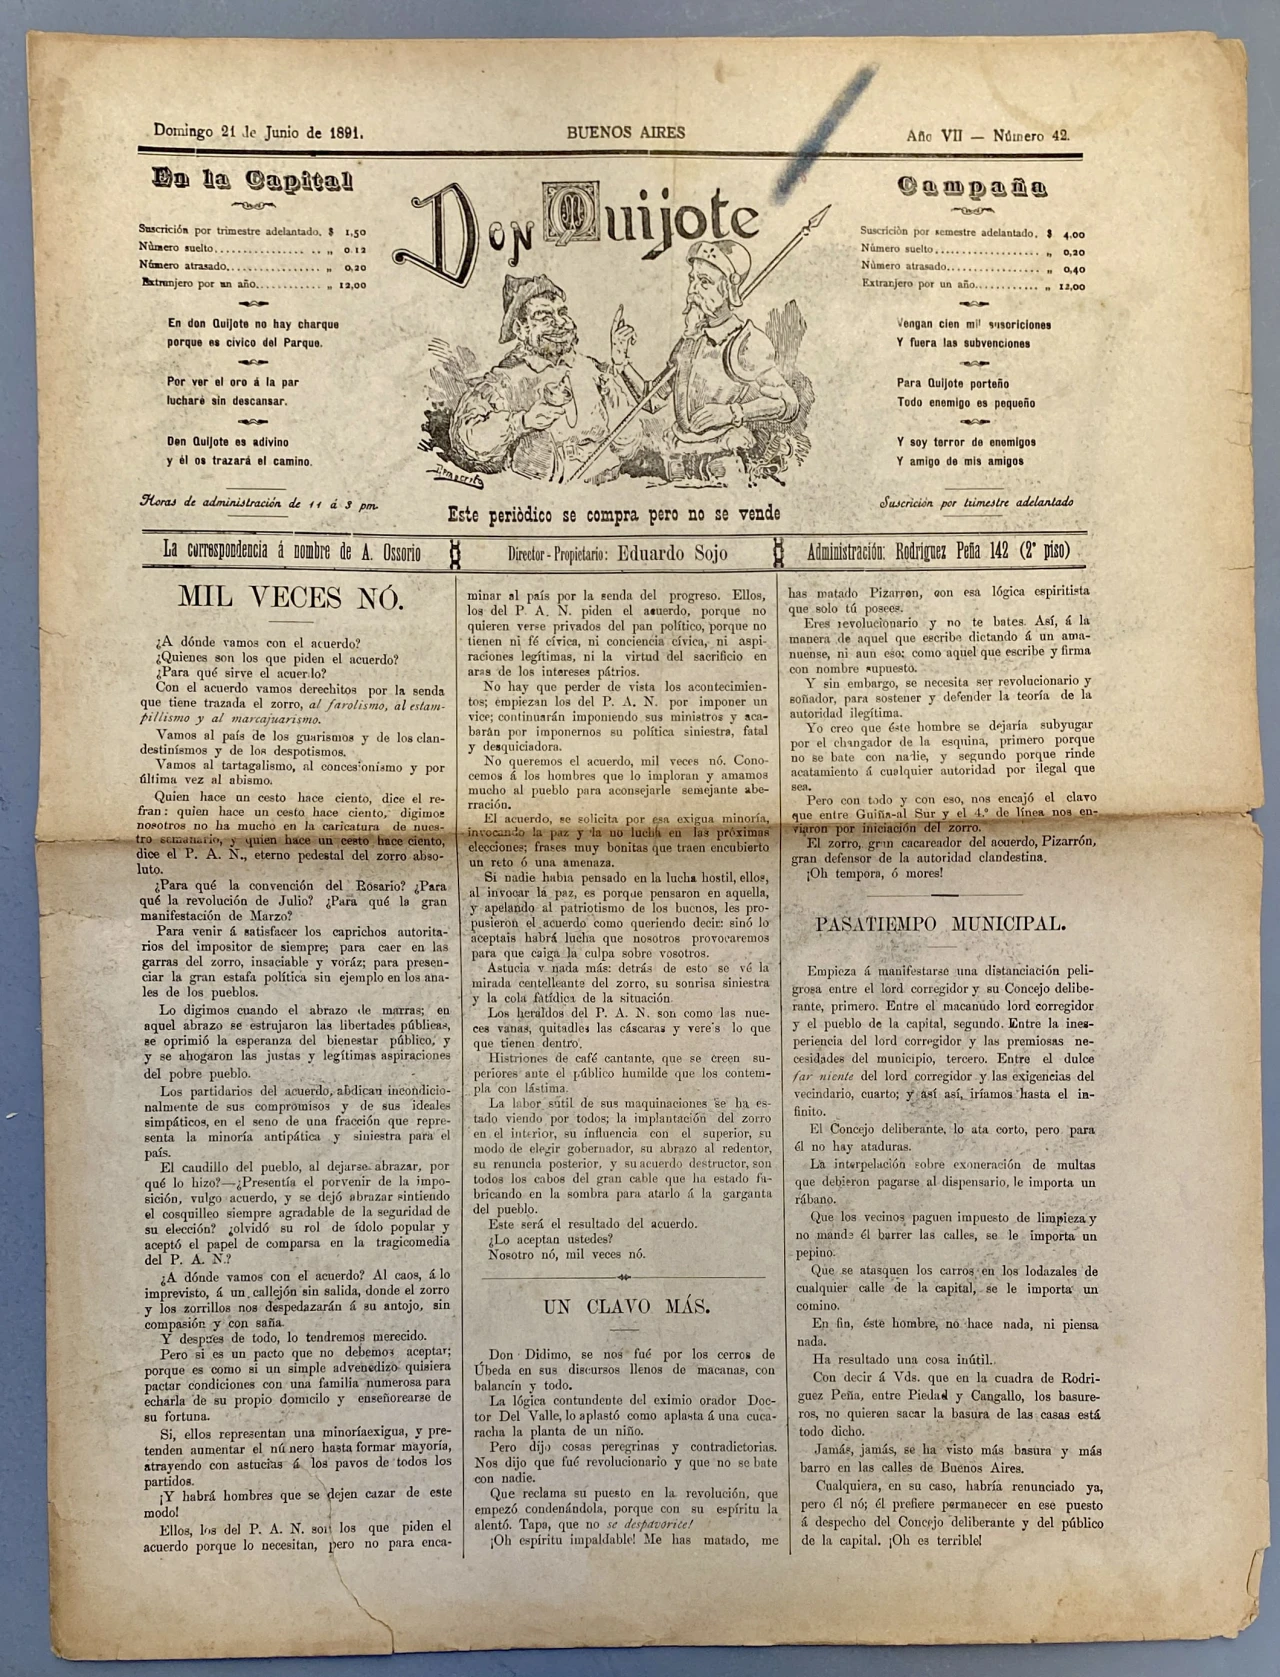 Domingo 21 de Junio de 1891.
BUENOS AIRES
Año VII — Número 42.
En la Capital
Suscrición por trimestre adelantado. $ 1,50
Número suelto.................. „ 0.12
Número atrasado................ „ 0,20
Extranjero por un año........... „ 12,00
En don Quijote no hay charque
porque es cívico del Parque.
Por ver el oro á la par
lucharé sin descansar.
Don Quijote es adivino
y él os trazará el camino.
Horas de administración de 11 á 3 pm.
Don Quijote
Demócrito
Este periòdico se compra pero no se vende
Campaña
Suscrición por semestre adelantado. $ 4.00
Número suelto.................. „ 0,20
Número atrasado................ „ 0,40
Extranjero por un año........... „ 12,00
Vengan cien mil suscriciones
Y fuera las subvenciones
Para Quijote porteño
Todo enemigo es pequeño
Y soy terror de enemigos
Y amigo de mis amigos
Suscrición por trimestre adelantado
La correspondencia á nombre de A. Ossorio
Director - Propietario: Eduardo Sojo
Administración: Rodriguez Peña 142 (2° piso)
MIL VECES NÓ.
¿A dónde vamos con el acuerdo?
¿Quienes son los que piden el acuerdo?
¿Para qué sirve el acuerdo?
Con el acuerdo vamos derechitos por la senda
que tiene trazada el zorro, al farolismo, al estam-
pillismo y al marcajuarismo.
Vamos al país de los guarismos y de los clan-
destinísmos y de los despotismos.
Vamos al tartagalismo, al concesionismo y por
última vez al abismo.
Quien hace un cesto hace ciento, dice el re-
fran: quien hace un cesto hace ciento, digimos
nosotros no ha mucho en la caricatura de nues-
tro semanario, y quien hace un cesto hace ciento,
dice el P. A. N., eterno pedestal del zorro abso-
luto.
¿Para qué la convención del Rosario? ¿Para
qué la revolución de Julio? ¿Para qué la gran
manifestación de Marzo?
Para venir á satisfacer los caprichos autorita-
rios del impositor de siempre; para caer en las
garras del zorro, insaciable y voráz; para presen-
ciar la gran estafa política sin ejemplo en los ana-
les de los pueblos.
Lo digimos cuando el abrazo de marras; en
aquel abrazo se estrujaron las libertades públicas,
se oprimió la esperanza del bienestar público, y
y se ahogaron las justas y legítimas aspiraciones
del pobre pueblo.
Los partidarios del acuerdo, abdican incondicio-
nalmente de sus compromisos y de sus ideales
simpáticos, en el seno de una fracción que repre-
senta la minoría antipática y siniestra para el
país.
El caudillo del pueblo, al dejarse abrazar, por
qué lo hizo?—¿Presentía el porvenir de la impo-
sición, vulgo acuerdo, y se dejó abrazar sintiendo
el cosquilleo siempre agradable de la seguridad de
su elección? ¿olvidó su rol de ídolo popular y
aceptó el papel de comparsa en la tragicomedia
del P. A. N.?
¿A dónde vamos con el acuerdo? Al caos, á lo
imprevisto, á un callejón sin salida, donde el zorro
y los zorrillos nos despedazarán á su antojo, sin
compasión y con saña.
Y despues de todo, lo tendremos merecido.
Pero si es un pacto que no debemos aceptar;
porque es como si un simple advenedizo quisiera
pactar condiciones con una familia numerosa para
echarla de su propio domicilo y enseñorearse de
su fortuna.
Si, ellos representan una minoríaexigua, y pre-
tenden aumentar el nú nero hasta formar mayoría,
atrayendo con astucias á los pavos de todos los
partidos.
¡Y habrá hombres que se dejen cazar de este
modo!
Ellos, los del P. A. N. son los que piden el
acuerdo porque lo necesitan, pero no para enca-
minar al país por la senda del progreso. Ellos,
los del P. A. N. piden el acuerdo, porque no
quieren verse privados del pan político, porque no
tienen ni fé cívica, ni conciencia cívica, ni aspi-
raciones legítimas, ni la virtud del sacrificio en
aras de los intereses pátrios.
No hay que perder de vista los acontecimien-
tos; empiezan los del P. A. N. por imponer un
vice; continuarán imponiendo sus ministros y aca-
barán por imponernos su política siniestra, fatal
y desquiciadora.
No queremos el acuerdo, mil veces nó. Cono-
cemos á los hombres que lo imploran y amamos
mucho al pueblo para aconsejarle semejante abe-
rración.
El acuerdo, se solicita por esa exigua minoría,
invocando la paz y la no lucha en las próximas
elecciones; frases muy bonitas que traen encubierto
un reto ó una amenaza.
Si nadie habia pensado en la lucha hostil, ellos,
al invocar la paz, es porque pensaron en aquella,
y apelando al patriotismo de los buenos, les pro-
pusieron el acuerdo como queriendo decir: sinó lo
aceptais habrá lucha que nosotros provocaremos
para que caiga la culpa sobre vosotros.
Astucia y nada más: detrás de esto se vé la
mirada centelleante del zorro, su sonrisa siniestra
y la cola fatídica de la situación.
Los heraldos del P. A. N. son como las nue-
ces vanas, quitadles las cáscaras y vereis lo que
que tienen dentro.
Histriones de café cantante, que se creen su-
periores ante el público humilde que los contem-
pla con lástima.
La labor sútil de sus maquinaciones se ha es-
tado viendo por todos; la implantación del zorro
en el interior, su influencia con el superior, su
modo de elegir gobernador, su abrazo al redentor,
su renuncia posterior, y su acuerdo destructor, son
todos los cabos del gran cable que ha estado fa-
bricando en la sombra para atarlo á la garganta
del pueblo.
Este será el resultado del acuerdo.
¿Lo aceptan ustedes?
Nosotro nó, mil veces nó.
UN CLAVO MÁS.
Don Didimo, se nos fué por los cerros de
Úbeda en sus discursos llenos de macanas, con
balancín y todo.
La lógica contundente del eximio orador Doc-
tor Del Valle, lo aplastó como aplasta á una cuca-
racha la planta de un niño.
Pero dijo cosas peregrinas y contradictorias.
Nos dijo que fué revolucionario y que no se bate
con nadie.
Que reclama su puesto en la revolución, que
empezó condenándola, porque con su espíritu la
alentó. Tapa, que no se despavorice!
¡Oh espiritu impaldable! Me has matado, me
has matado Pizarron, con esa lógica espiritista
que solo tú posees.
Eres revolucionario y no te bates. Así, á la
manera de aquel que escribe dictando á un ama-
nuense, ni aun eso: como aquel que escribe y firma
con nombre supuesto.
Y sin embargo, se necesita ser revolucionario y
soñador, para sostener y defender la teoría de la
autoridad ilegítima.
Yo creo que éste hombre se dejaría subyugar
por el changador de la esquina, primero porque
no se bate con nadie, y segundo porque rinde
acatamiento á cualquier autoridad por ilegal que
sea.
Pero con todo y con eso, nos encajó el clavo
que entre Guiña-al Sur y el 4.° de línea nos en-
viaron por iniciación del zorro.
El zorro, gran cacareador del acuerdo, Pizarrón,
gran defensor de la autoridad clandestina.
¡Oh tempora, ó mores!
PASATIEMPO MUNICIPAL.
Empieza á manifestarse una distanciación peli-
grosa entre el lord corregidor y su Concejo delibe-
rante, primero. Entre el macanudo lord corregidor
y el pueblo de la capital, segundo. Entre la ines-
periencia del lord corregidor y las premiosas ne-
cesidades del municipio, tercero. Entre el dulce
far niente del lord corregidor y las exigencias del
vecindario, cuarto; y así así, iríamos hasta el in-
finito.
El Concejo deliberante, lo ata corto, pero para
él no hay ataduras.
La interpelación sobre exoneración de multas
que debieron pagarse al dispensario, le importa un
rábano.
Que los vecinos paguen impuesto de limpieza y
no mande él barrer las calles, se le importa un
pepino.
Que se atasquen los carros en los lodazales de
cualquier calle de la capital, se le importa un
comino.
En fin, éste hombre, no hace nada, ni piensa
nada.
Ha resultado una cosa inútil.
Con decir á Vds. que en la cuadra de Rodri-
guez Peña, entre Piedad y Cangallo, los basure-
ros, no quieren sacar la basura de las casas está
todo dicho.
Jamás, jamás, se ha visto más basura y más
barro en las calles de Buenos Aires.
Cualquiera, en su caso, habría renunciado ya,
pero él nó; él prefiere permanecer en ese puesto
á despecho del Concejo deliberante y del público
de la capital. ¡Oh es terrible!